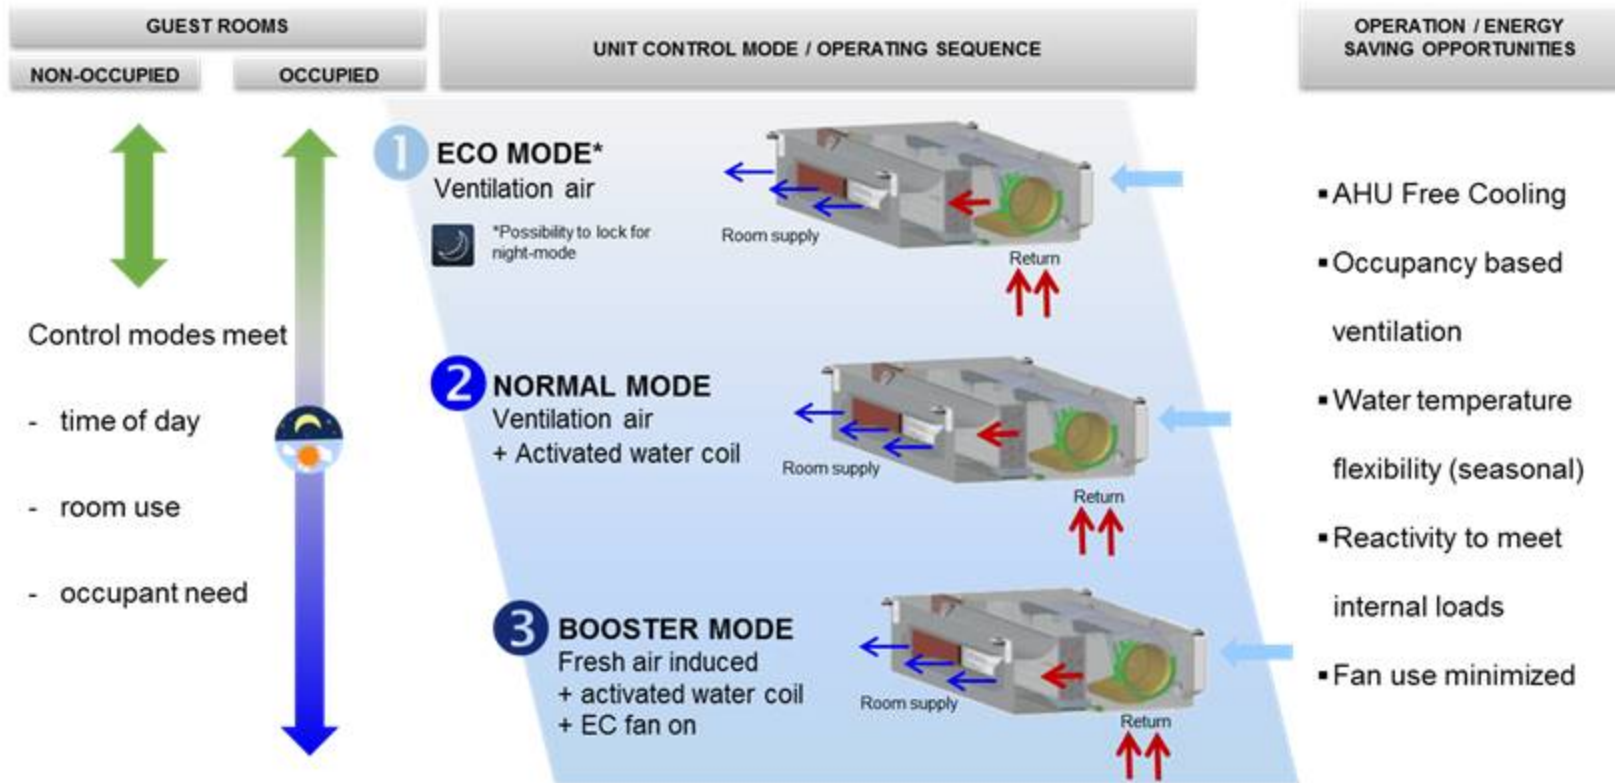 GUEST ROOMS
NON-OCCUPIED
OCCUPIED
UNIT CONTROL MODE / OPERATING SEQUENCE
OPERATION / ENERGY
SAVING OPPORTUNITIES
Control modes meet
- time of day
- room use
- occupant need
1 ECO MODE*
Ventilation air
*Possibility to lock for
night-mode
Room supply
Return
2 NORMAL MODE
Ventilation air
+ Activated water coil
Room supply
Return
3 BOOSTER MODE
Fresh air induced
+ activated water coil
+ EC fan on
Room supply
Return
▪ AHU Free Cooling
▪ Occupancy based
ventilation
▪ Water temperature
flexibility (seasonal)
▪ Reactivity to meet
internal loads
▪ Fan use minimized